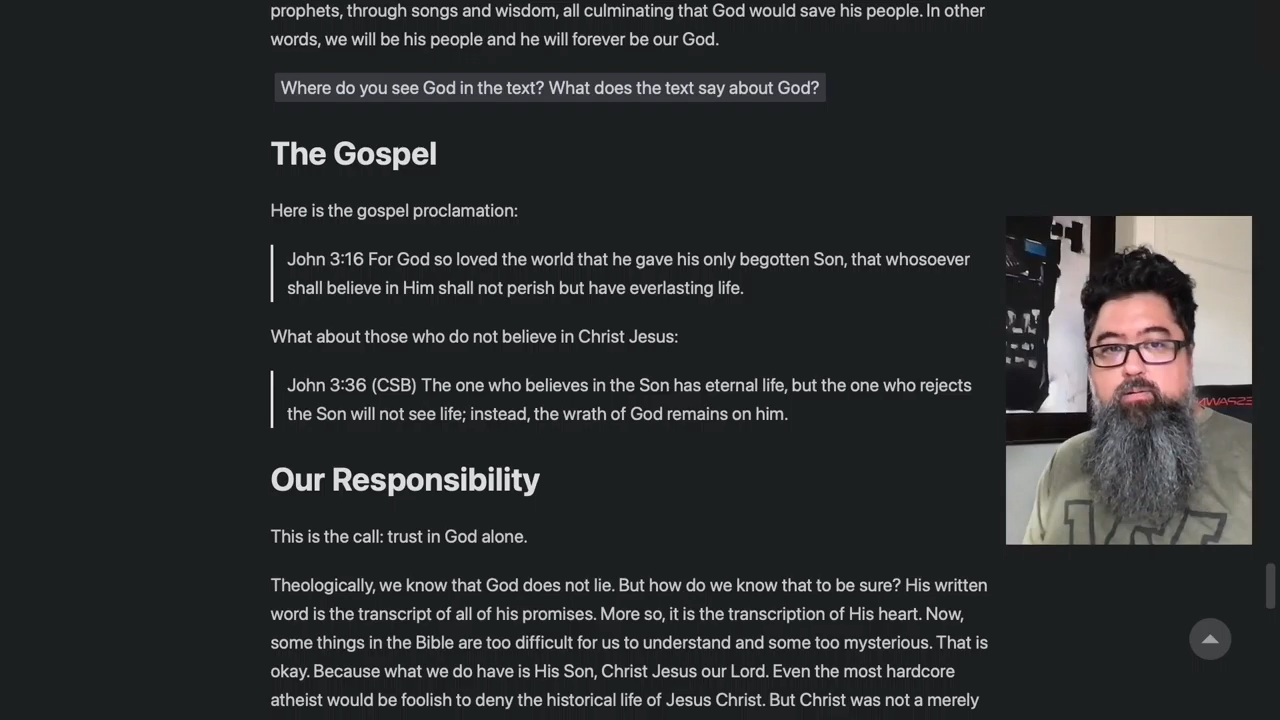 prophets, through songs and wisdom, all culminating that God would save his people. In other
words, we will be his people and he will forever be our God.
Where do you see God in the text? What does the text say about God?
The Gospel
Here is the gospel proclamation:
John 3:16 For God so loved the world that he gave his only begotten Son, that whosoever
shall believe in Him shall not perish but have everlasting life.
What about those who do not believe in Christ Jesus:
John 3:36 (CSB) The one who believes in the Son has eternal life, but the one who rejects
the Son will not see life; instead, the wrath of God remains on him.
Our Responsibility
This is the call: trust in God alone.
Theologically, we know that God does not lie. But how do we know that to be sure? His written
word is the transcript of all of his promises. More so, it is the transcription of His heart. Now,
some things in the Bible are too difficult for us to understand and some too mysterious. That is
okay. Because what we do have is His Son, Christ Jesus our Lord. Even the most hardcore
atheist would be foolish to deny the historical life of Jesus Christ. But Christ was not a merely